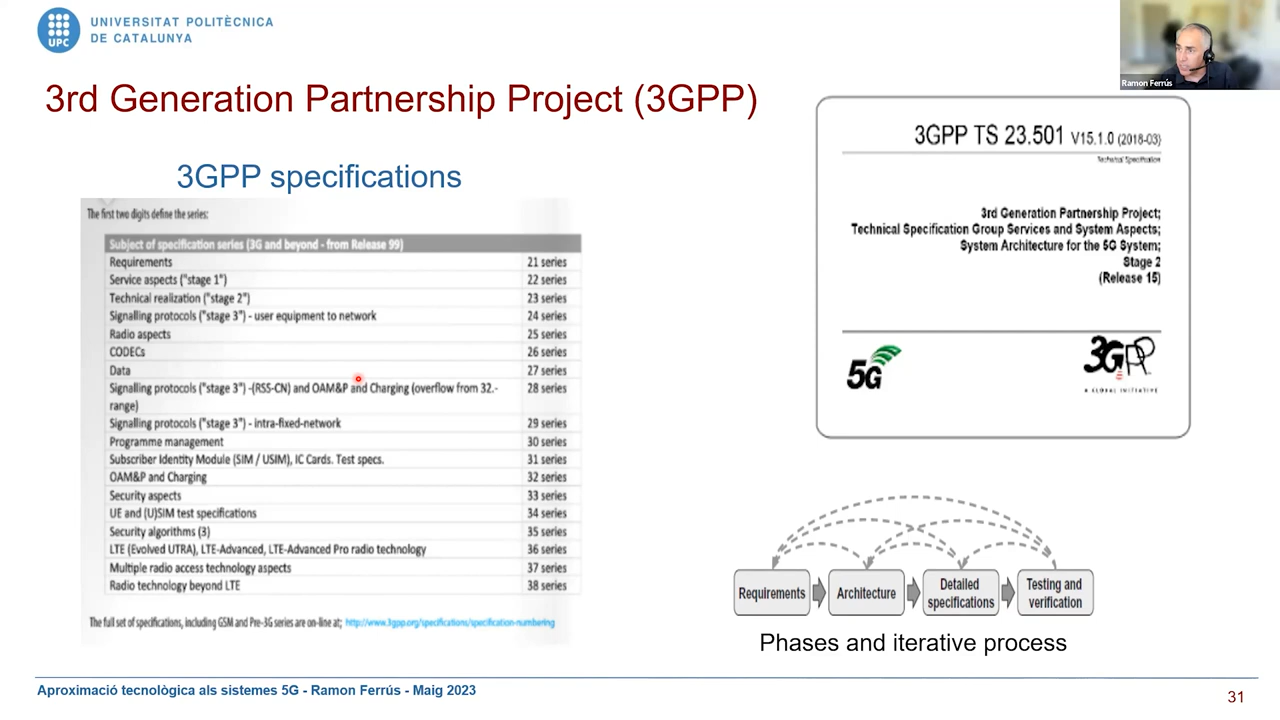 UNIVERSITAT POLITÈCNICA
DE CATALUNYA
UPC
Ramon Ferrús
3rd Generation Partnership Project (3GPP)
3GPP specifications
The first two digits define the series:
Subject of specification series (3G and beyond - from Release 99)
Requirements 21 series
Service aspects ("stage 1") 22 series
Technical realization ("stage 2") 23 series
Signalling protocols ("stage 3") - user equipment to network 24 series
Radio aspects 25 series
CODECs 26 series
Data 27 series
Signalling protocols ("stage 3") -(RSS-CN) and OAM&P and Charging (overflow from 32.- 28 series
range)
Signalling protocols ("stage 3") - intra-fixed-network 29 series
Programme management 30 series
Subscriber Identity Module (SIM / USIM), IC Cards. Test specs. 31 series
OAM&P and Charging 32 series
Security aspects 33 series
UE and (U)SIM test specifications 34 series
Security algorithms (3) 35 series
LTE (Evolved UTRA), LTE-Advanced, LTE-Advanced Pro radio technology 36 series
Multiple radio access technology aspects 37 series
Radio technology beyond LTE 38 series
The full set of specifications, including GSM and Pre-3G series are on-line at; http://www.3gpp.org/specifications/specification-numbering
3GPP TS 23.501 V15.1.0 (2018-03)
Technical Specification
3rd Generation Partnership Project;
Technical Specification Group Services and System Aspects;
System Architecture for the 5G System;
Stage 2
(Release 15)
5G
3GPP
A GLOBAL INITIATIVE
Requirements
Architecture
Detailed
specifications
Testing and
verification
Phases and iterative process
Aproximació tecnològica als sistemes 5G - Ramon Ferrús - Maig 2023
31